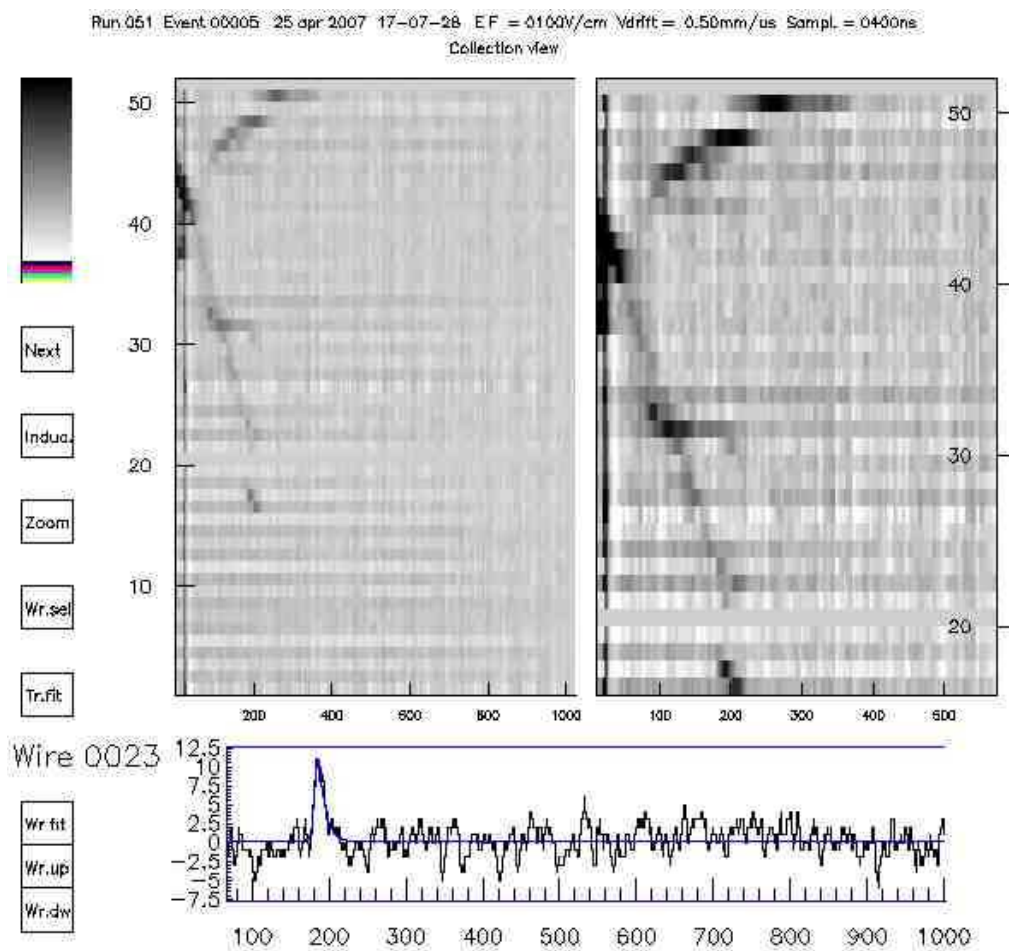 Run 051 Event 00005 25 apr 2007 17-07-28 E F = 0100V/cm Vdrift = 0.50mm/us Sampl. = 0400ns
Collection view
50
40
30
20
10
200 400 600 800 1000
50
40
30
20
100 200 300 400 500
Next
Induc.
Zoom
Wr.sel
Tr.fit
Wire 0023
12.5
10
7.5
5
2.5
0
-2.5
-5
-7.5
100 200 300 400 500 600 700 800 900 1000
Wr fit
Wr.up
Wr.dw